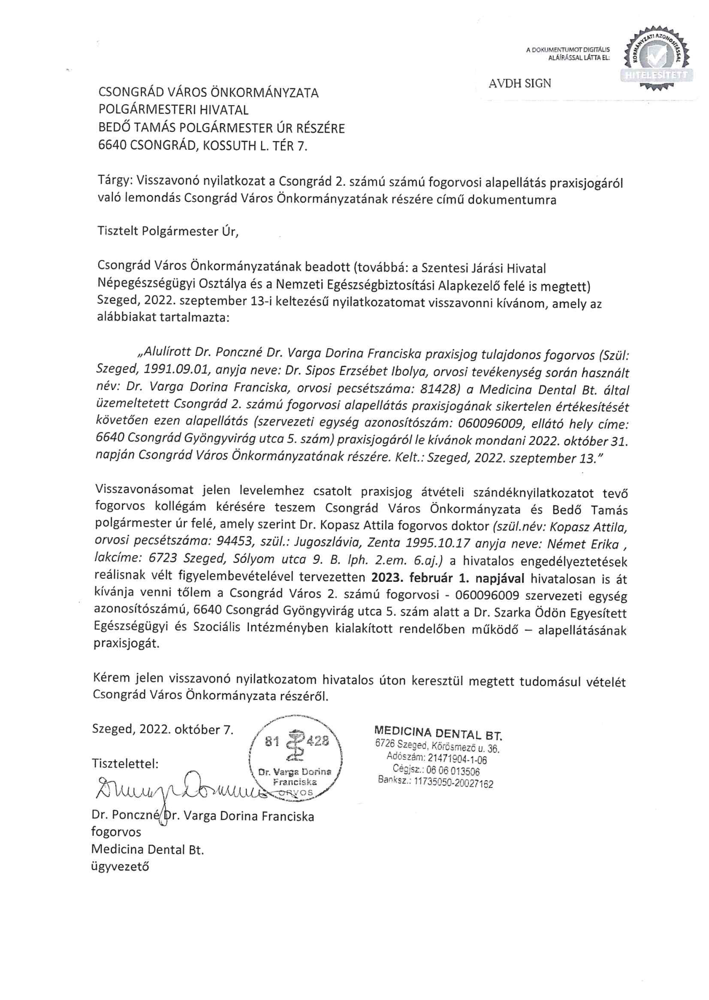 A DOKUMENTUMOT DIGITÁLIS
ALÁÍRÁSSAL LÁTTA EL:
KORMÁNYZATI AZONOSÍTÁSSAL
HITELESÍTETT
AVDH SIGN
CSONGRÁD VÁROS ÖNKORMÁNYZATA
POLGÁRMESTERI HIVATAL
BEDŐ TAMÁS POLGÁRMESTER ÚR RÉSZÉRE
6640 CSONGRÁD, KOSSUTH L. TÉR 7.
Tárgy: Visszavonó nyilatkozat a Csongrád 2. számú számú fogorvosi alapellátás praxisjogáról
való lemondás Csongrád Város Önkormányzatának részére című dokumentumra
Tisztelt Polgármester Úr,
Csongrád Város Önkormányzatának beadott (továbbá: a Szentesi Járási Hivatal
Népegészségügyi Osztálya és a Nemzeti Egészségbiztosítási Alapkezelő felé is megtett)
Szeged, 2022. szeptember 13-i keltezésű nyilatkozatomat visszavonni kívánom, amely az
alábbiakat tartalmazta:
„Alulírott Dr. Ponczné Dr. Varga Dorina Franciska praxisjog tulajdonos fogorvos (Szül:
Szeged, 1991.09.01, anyja neve: Dr. Sipos Erzsébet Ibolya, orvosi tevékenység során használt
név: Dr. Varga Dorina Franciska, orvosi pecsétszáma: 81428) a Medicina Dental Bt. által
üzemeltetett Csongrád 2. számú fogorvosi alapellátás praxisjogának sikertelen értékesítését
követően ezen alapellátás (szervezeti egység azonosítószám: 060096009, ellátó hely címe:
6640 Csongrád Gyöngyvirág utca 5. szám) praxisjogáról le kívánok mondani 2022. október 31.
napján Csongrád Város Önkormányzatának részére. Kelt.: Szeged, 2022. szeptember 13.”
Visszavonásomat jelen levelemhez csatolt praxisjog átvételi szándéknyilatkozatot tevő
fogorvos kollégám kérésére teszem Csongrád Város Önkormányzata és Bedő Tamás
polgármester úr felé, amely szerint Dr. Kopasz Attila fogorvos doktor (szül.név: Kopasz Attila,
orvosi pecsétszáma: 94453, szül.: Jugoszlávia, Zenta 1995.10.17 anyja neve: Német Erika ,
lakcíme: 6723 Szeged, Sólyom utca 9. B. lph. 2.em. 6.aj.) a hivatalos engedélyeztetések
reálisnak vélt figyelembevételével tervezetten 2023. február 1. napjával hivatalosan is át
kívánja venni tőlem a Csongrád Város 2. számú fogorvosi - 060096009 szervezeti egység
azonosítószámú, 6640 Csongrád Gyöngyvirág utca 5. szám alatt a Dr. Szarka Ödön Egyesített
Egészségügyi és Szociális Intézményben kialakított rendelőben működő – alapellátásának
praxisjogát.
Kérem jelen visszavonó nyilatkozatom hivatalos úton keresztül megtett tudomásul vételét
Csongrád Város Önkormányzata részéről.
Szeged, 2022. október 7.
81 428
Dr. Varga Dorina
Franciska
ORVOS
MEDICINA DENTAL BT.
6726 Szeged, Kőrösmező u. 36.
Adószám: 21471904-1-06
Cégjsz.: 06 06 013506
Banksz.: 11735050-20027162
Tisztelettel:
Dr. Ponczné Dr. Varga Dorina Franciska
fogorvos
Medicina Dental Bt.
ügyvezető